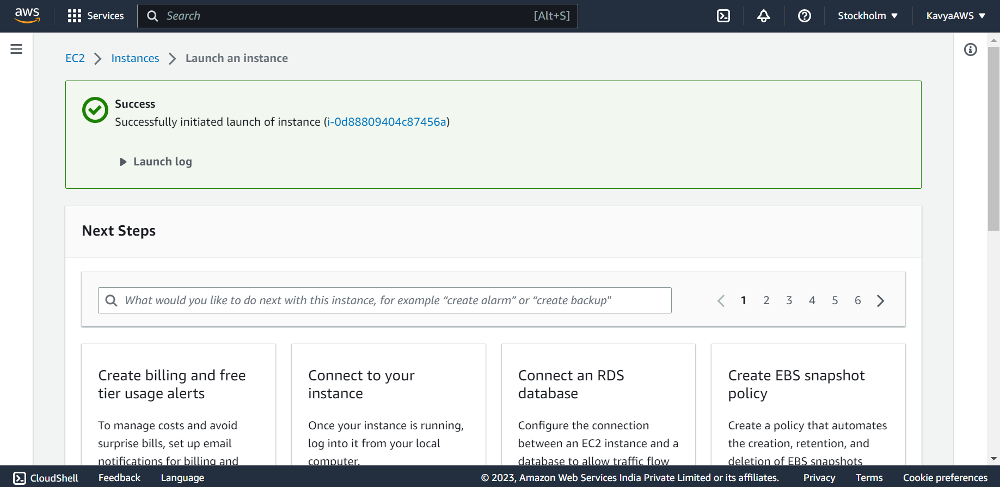 aws
Services
Search [Alt+S]
Stockholm
KavyaAWS
EC2 > Instances > Launch an instance
Success
Successfully initiated launch of instance (i-0d88809404c87456a)
Launch log
Next Steps
What would you like to do next with this instance, for example “create alarm” or “create backup"
1 2 3 4 5 6
Create billing and free
tier usage alerts
To manage costs and avoid
surprise bills, set up email
notifications for billing and
Connect to your
instance
Once your instance is running,
log into it from your local
computer.
Connect an RDS
database
Configure the connection
between an EC2 instance and a
database to allow traffic flow
Create EBS snapshot
policy
Create a policy that automates
the creation, retention, and
deletion of EBS snapshots
CloudShell
Feedback
Language
© 2023, Amazon Web Services India Private Limited or its affiliates.
Privacy
Terms
Cookie preferences